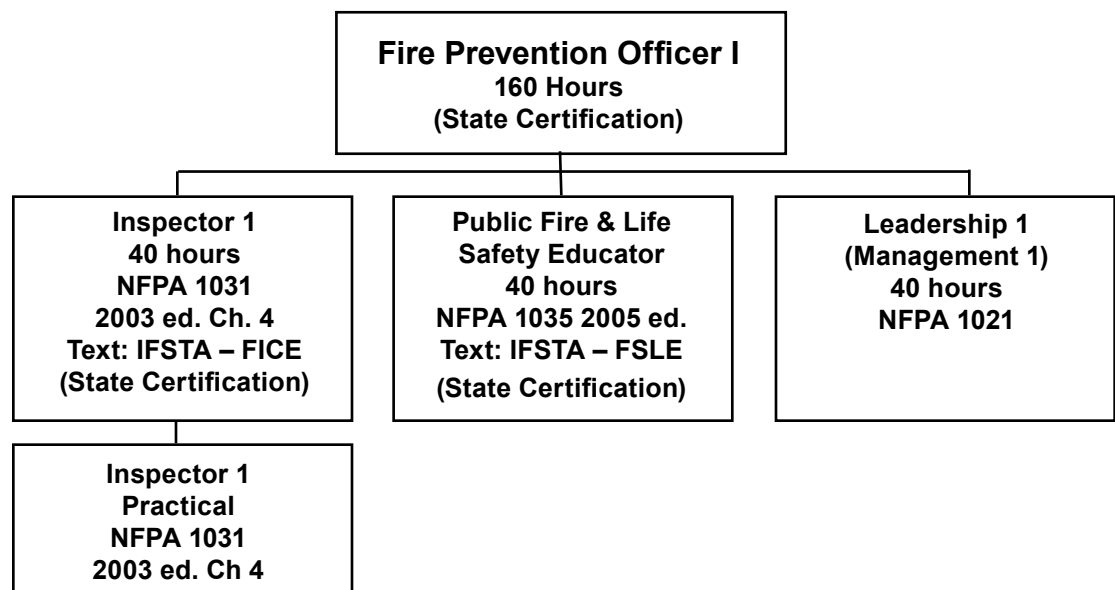 Fire Prevention Officer I
160 Hours
(State Certification)
Inspector 1
40 hours
NFPA 1031
2003 ed. Ch. 4
Text: IFSTA – FICE
(State Certification)
Public Fire & Life
Safety Educator
40 hours
NFPA 1035 2005 ed.
Text: IFSTA – FSLE
(State Certification)
Leadership 1
(Management 1)
40 hours
NFPA 1021
Inspector 1
Practical
NFPA 1031
2003 ed. Ch 4